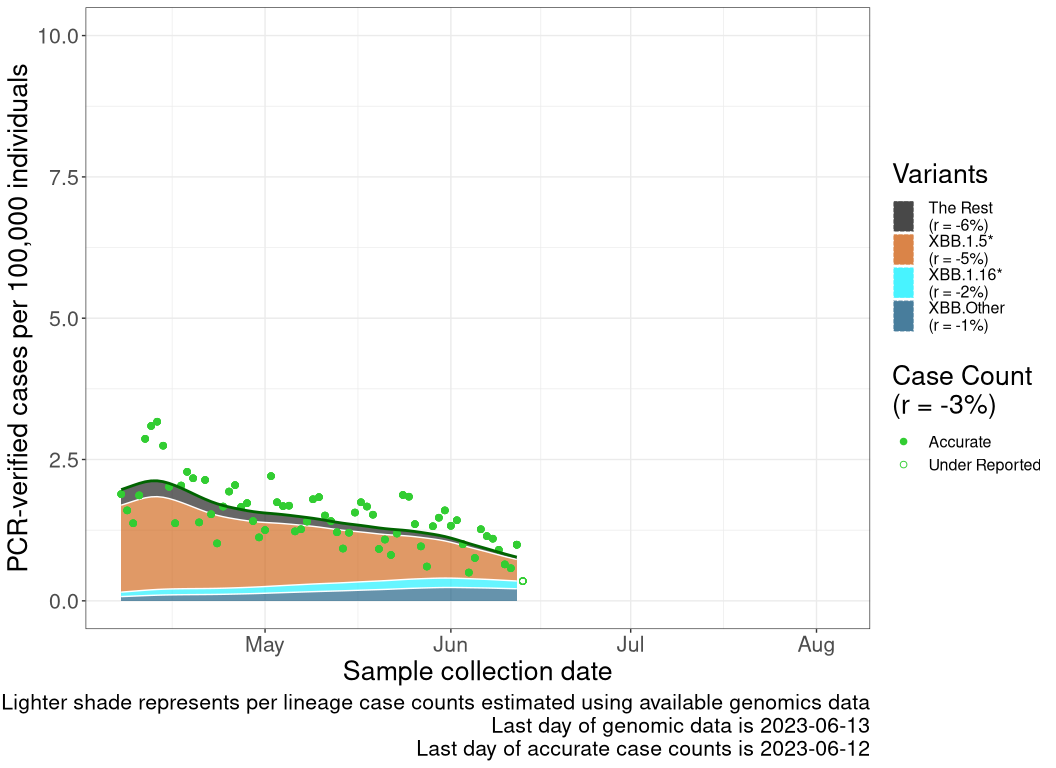 PCR-verified cases per 100,000 individuals
10.0
7.5
5.0
2.5
0.0
May
Jun
Jul
Aug
Sample collection date
Variants
The Rest
(r = -6%)
XBB.1.5*
(r = -5%)
XBB.1.16*
(r = -2%)
XBB.Other
(r = -1%)
Case Count
(r = -3%)
Accurate
Under Reported
Lighter shade represents per lineage case counts estimated using available genomics data
Last day of genomic data is 2023-06-13
Last day of accurate case counts is 2023-06-12